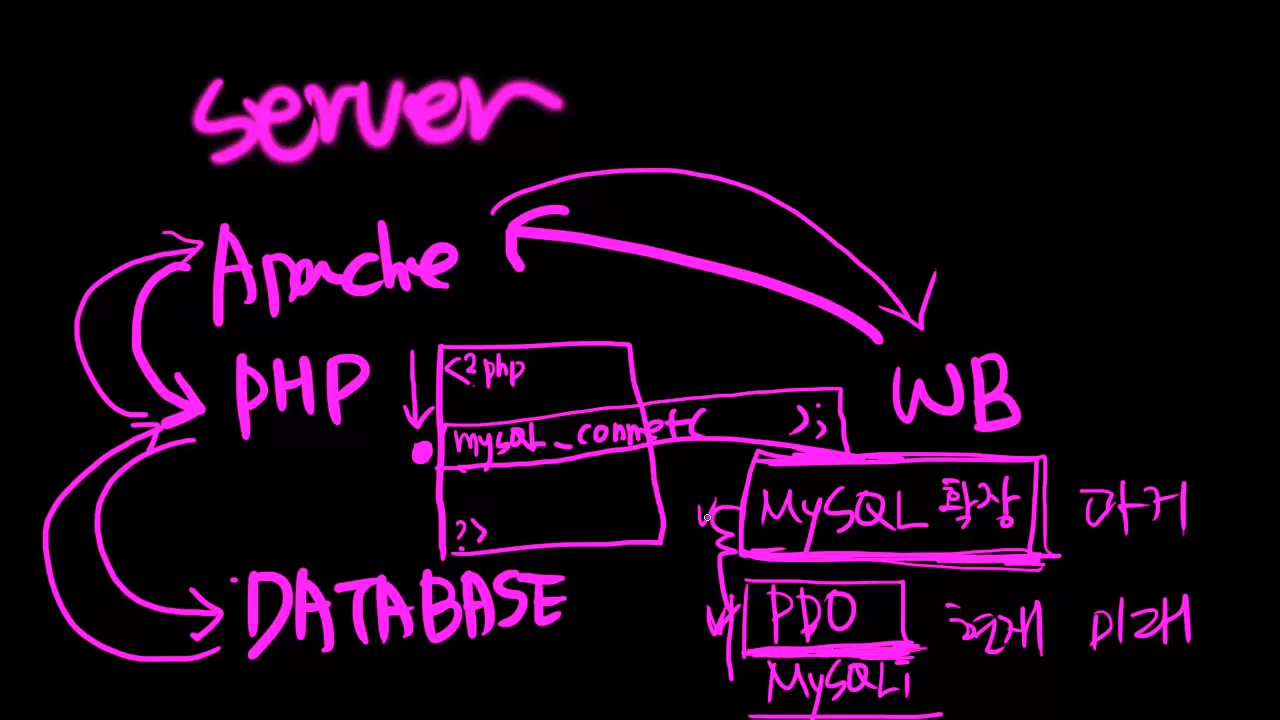 server
Apache
WB
PHP
<?php
mysql_connect( );
?>
MySQL 확장 과거
DATABASE
PDO 현재 미래
MySQLi